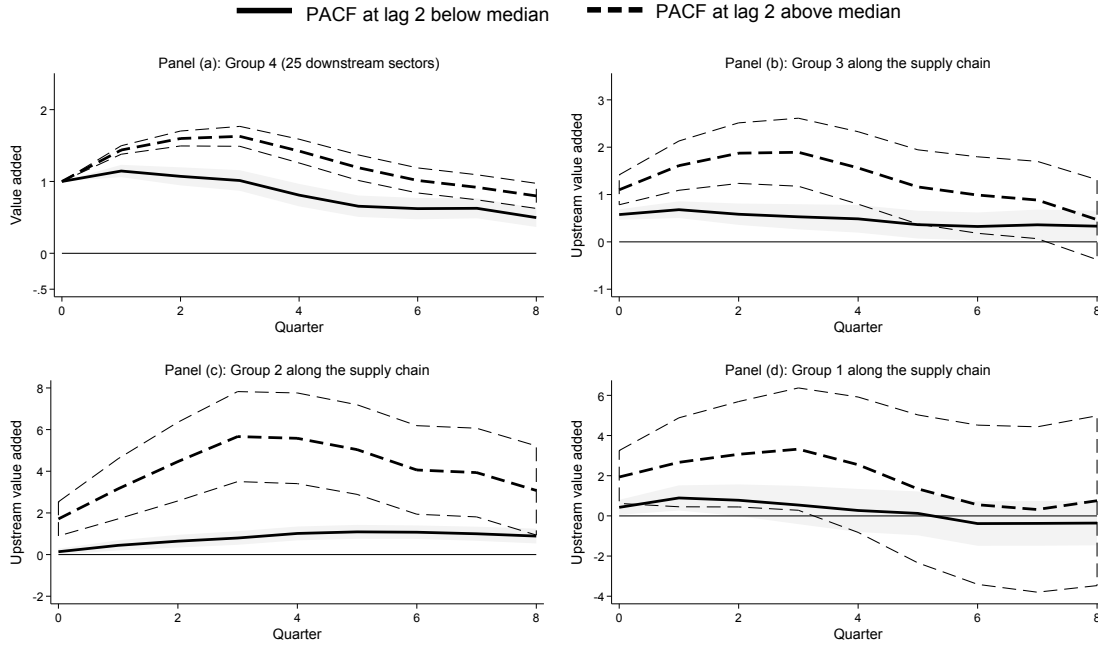 PACF at lag 2 below median PACF at lag 2 above median
Panel (a): Group 4 (25 downstream sectors)
Value added
2
1
0
-.5
0 2 4 6 8
Quarter
Panel (b): Group 3 along the supply chain
Upstream value added
3
2
1
0
-1
0 2 4 6 8
Quarter
Panel (c): Group 2 along the supply chain
Upstream value added
8
6
4
2
0
-2
0 2 4 6 8
Quarter
Panel (d): Group 1 along the supply chain
Upstream value added
6
4
2
0
-2
-4
0 2 4 6 8
Quarter